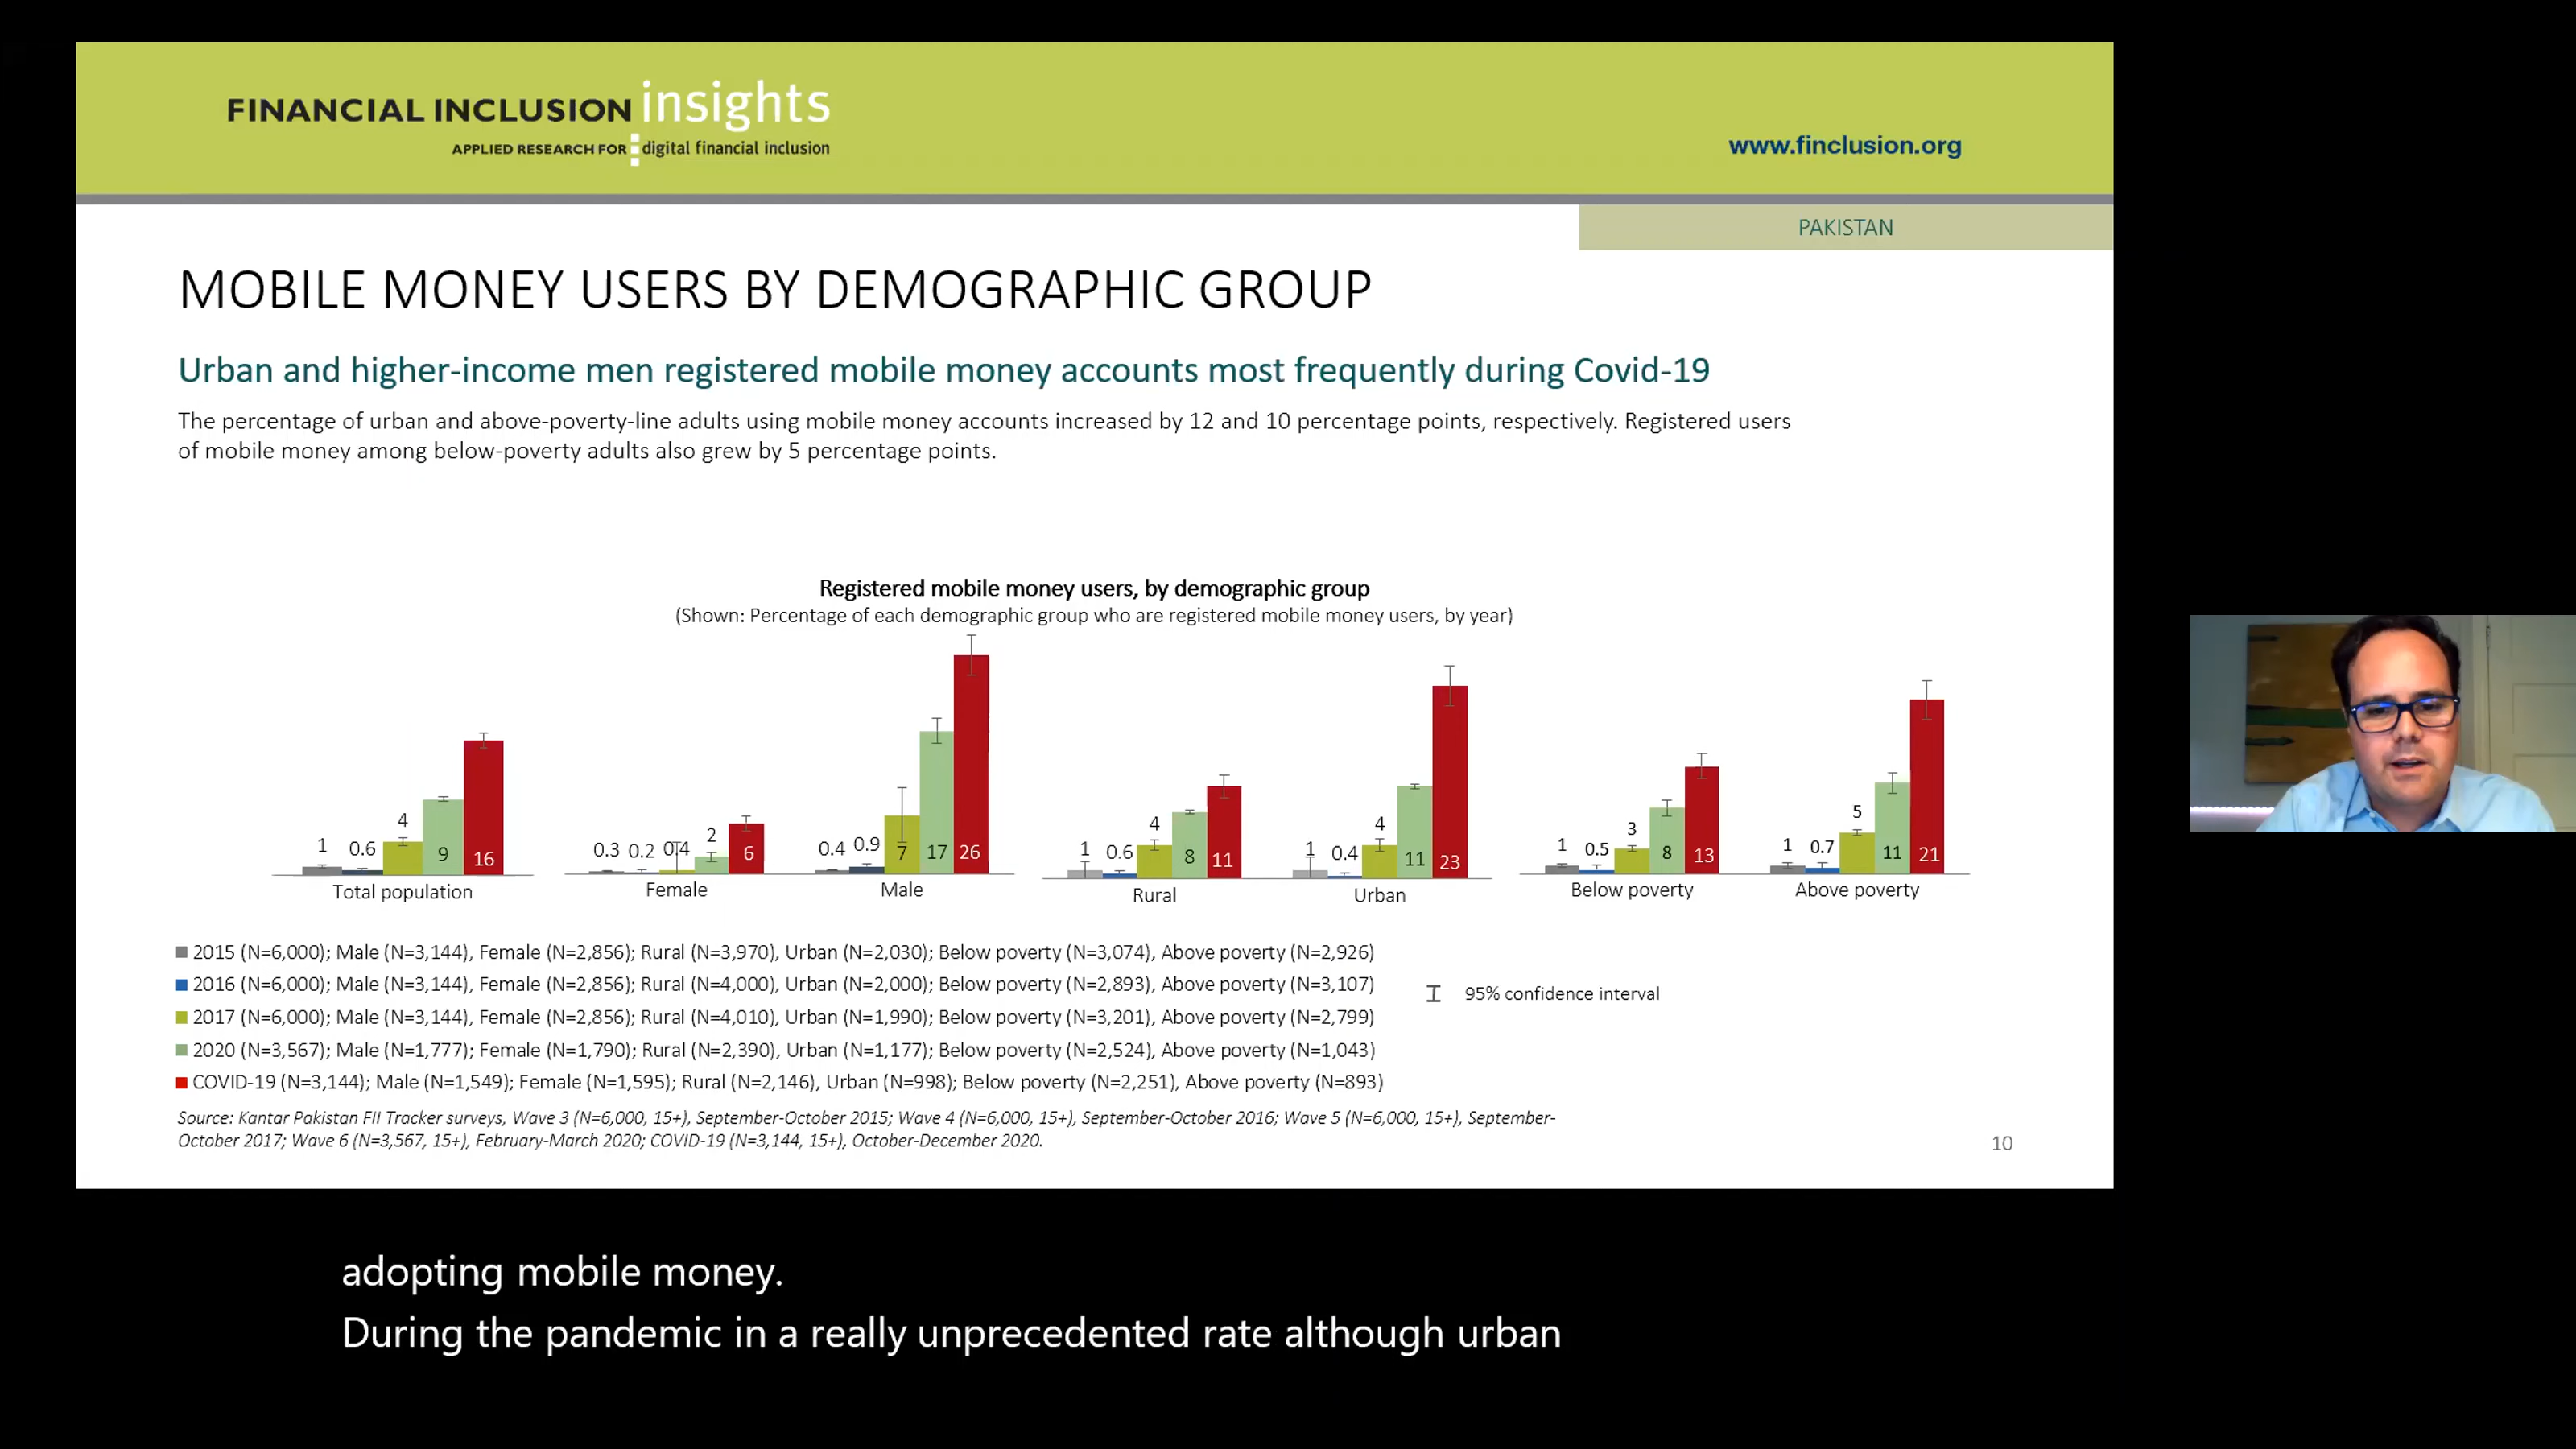 FINANCIAL INCLUSION insights
APPLIED RESEARCH FOR digital financial inclusion
www.finclusion.org
PAKISTAN
MOBILE MONEY USERS BY DEMOGRAPHIC GROUP
Urban and higher-income men registered mobile money accounts most frequently during Covid-19
The percentage of urban and above-poverty-line adults using mobile money accounts increased by 12 and 10 percentage points, respectively. Registered users
of mobile money among below-poverty adults also grew by 5 percentage points.
Registered mobile money users, by demographic group
(Shown: Percentage of each demographic group who are registered mobile money users, by year)
1 0.6 4 9 16
Total population
0.3 0.2 0.4 2 6
Female
0.4 0.9 7 17 26
Male
1 0.6 4 8 11
Rural
1 0.4 4 11 23
Urban
1 0.5 3 8 13
Below poverty
1 0.7 5 11 21
Above poverty
2015 (N=6,000); Male (N=3,144), Female (N=2,856); Rural (N=3,970), Urban (N=2,030); Below poverty (N=3,074), Above poverty (N=2,926)
2016 (N=6,000); Male (N=3,144), Female (N=2,856); Rural (N=4,000), Urban (N=2,000); Below poverty (N=2,893), Above poverty (N=3,107)
2017 (N=6,000); Male (N=3,144), Female (N=2,856); Rural (N=4,010), Urban (N=1,990); Below poverty (N=3,201), Above poverty (N=2,799)
2020 (N=3,567); Male (N=1,777); Female (N=1,790); Rural (N=2,390), Urban (N=1,177); Below poverty (N=2,524), Above poverty (N=1,043)
COVID-19 (N=3,144); Male (N=1,549); Female (N=1,595); Rural (N=2,146), Urban (N=998); Below poverty (N=2,251), Above poverty (N=893)
95% confidence interval
Source: Kantar Pakistan FII Tracker surveys, Wave 3 (N=6,000, 15+), September-October 2015; Wave 4 (N=6,000, 15+), September-October 2016; Wave 5 (N=6,000, 15+), September-
October 2017; Wave 6 (N=3,567, 15+), February-March 2020; COVID-19 (N=3,144, 15+), October-December 2020.
10
adopting mobile money.
During the pandemic in a really unprecedented rate although urban